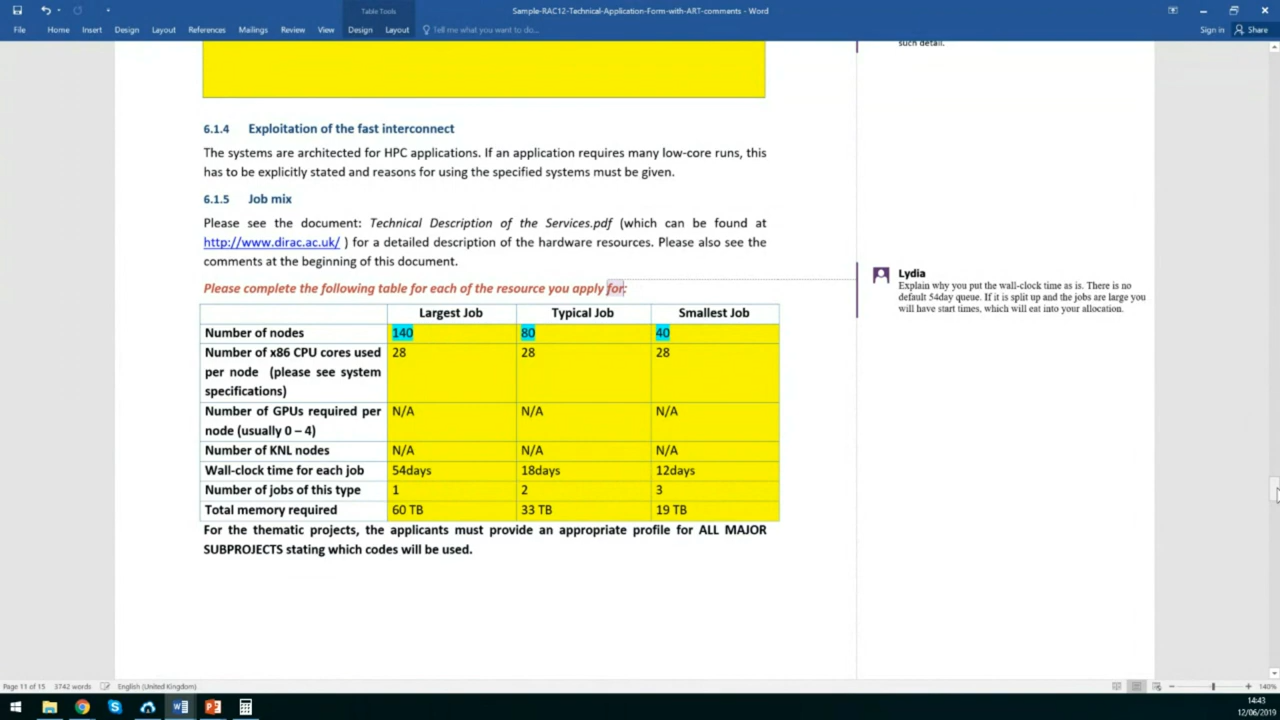 Table Tools
Sample-RAC12-Technical-Application-Form-with-ART-comments - Word
File Home Insert Design Layout References Mailings Review View Design Layout Tell me what you want to do... Sign in Share
such detail.
6.1.4 Exploitation of the fast interconnect
The systems are architected for HPC applications. If an application requires many low-core runs, this
has to be explicitly stated and reasons for using the specified systems must be given.
6.1.5 Job mix
Please see the document: Technical Description of the Services.pdf (which can be found at
http://www.dirac.ac.uk/ ) for a detailed description of the hardware resources. Please also see the
comments at the beginning of this document.
Please complete the following table for each of the resource you apply for:
Lydia
Explain why you put the wall-clock time as is. There is no
default 54day queue. If it is split up and the jobs are large you
will have start times, which will eat into your allocation.
Largest Job Typical Job Smallest Job
Number of nodes 140 80 40
Number of x86 CPU cores used 28 28 28
per node (please see system
specifications)
Number of GPUs required per N/A N/A N/A
node (usually 0 – 4)
Number of KNL nodes N/A N/A N/A
Wall-clock time for each job 54days 18days 12days
Number of jobs of this type 1 2 3
Total memory required 60 TB 33 TB 19 TB
For the thematic projects, the applicants must provide an appropriate profile for ALL MAJOR
SUBPROJECTS stating which codes will be used.
Page 11 of 15 3742 words English (United Kingdom) 140%
14:43
12/06/2019